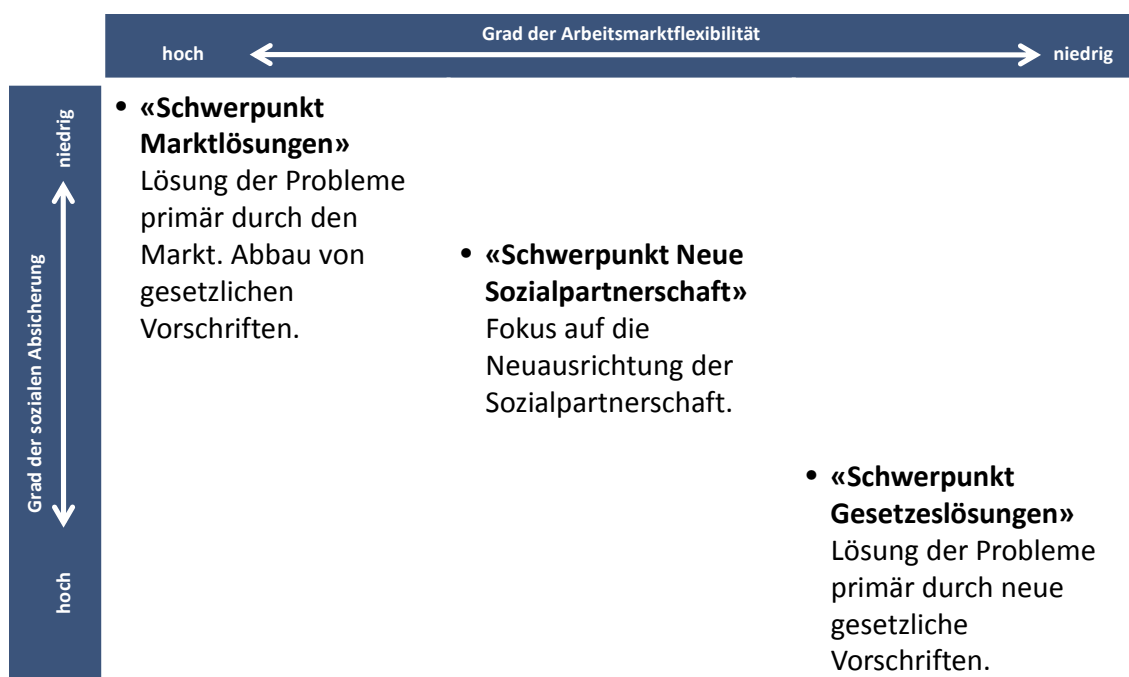 Grad der Arbeitsmarktflexibilität
hoch
niedrig
niedrig
Grad der sozialen Absicherung
hoch
• «Schwerpunkt
Marktlösungen»
Lösung der Probleme
primär durch den
Markt. Abbau von
gesetzlichen
Vorschriften.
• «Schwerpunkt Neue
Sozialpartnerschaft»
Fokus auf die
Neuausrichtung der
Sozialpartnerschaft.
• «Schwerpunkt
Gesetzeslösungen»
Lösung der Probleme
primär durch neue
gesetzliche
Vorschriften.